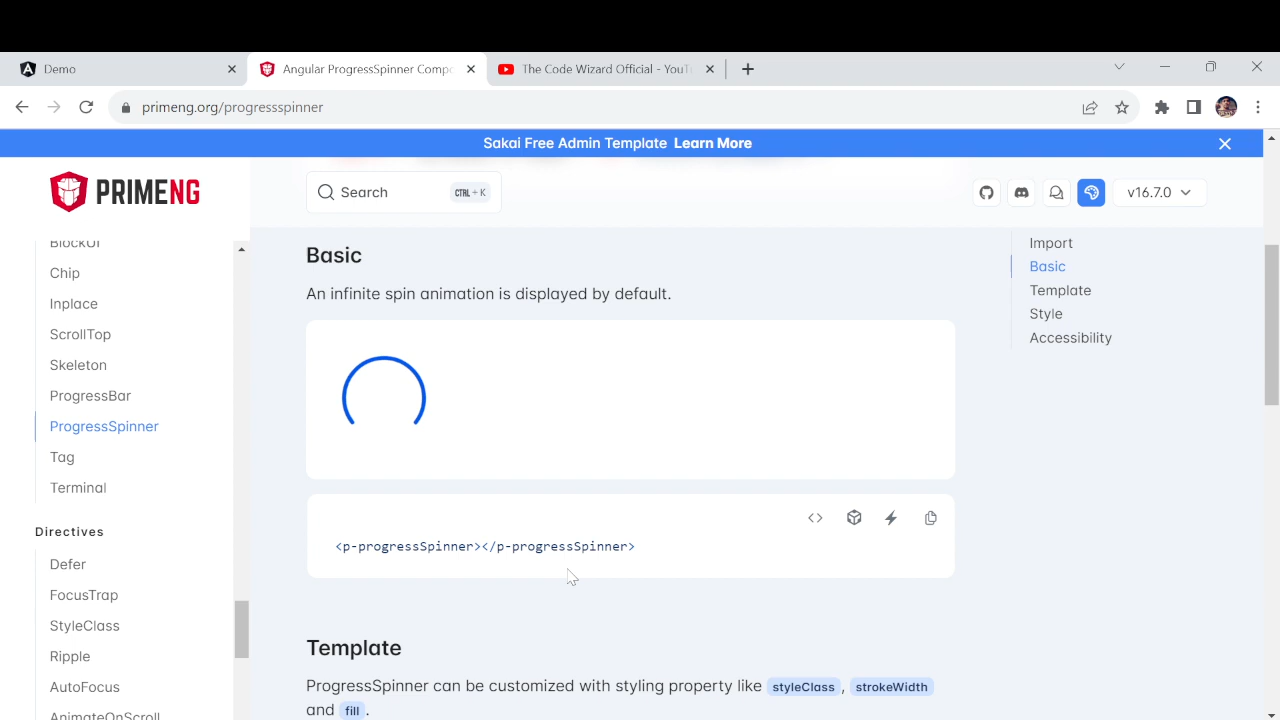 Demo
Angular ProgressSpinner Compo
The Code Wizard Official - YouT
primeng.org/progressspinner
Sakai Free Admin Template Learn More
PRIMENG
Search
CTRL + K
v16.7.0
BlockUI
Chip
Inplace
ScrollTop
Skeleton
ProgressBar
ProgressSpinner
Tag
Terminal
Directives
Defer
FocusTrap
StyleClass
Ripple
AutoFocus
AnimateOnScroll
Basic
An infinite spin animation is displayed by default.
<p-progressSpinner></p-progressSpinner>
Template
ProgressSpinner can be customized with styling property like styleClass , strokeWidth
and fill .
Import
Basic
Template
Style
Accessibility